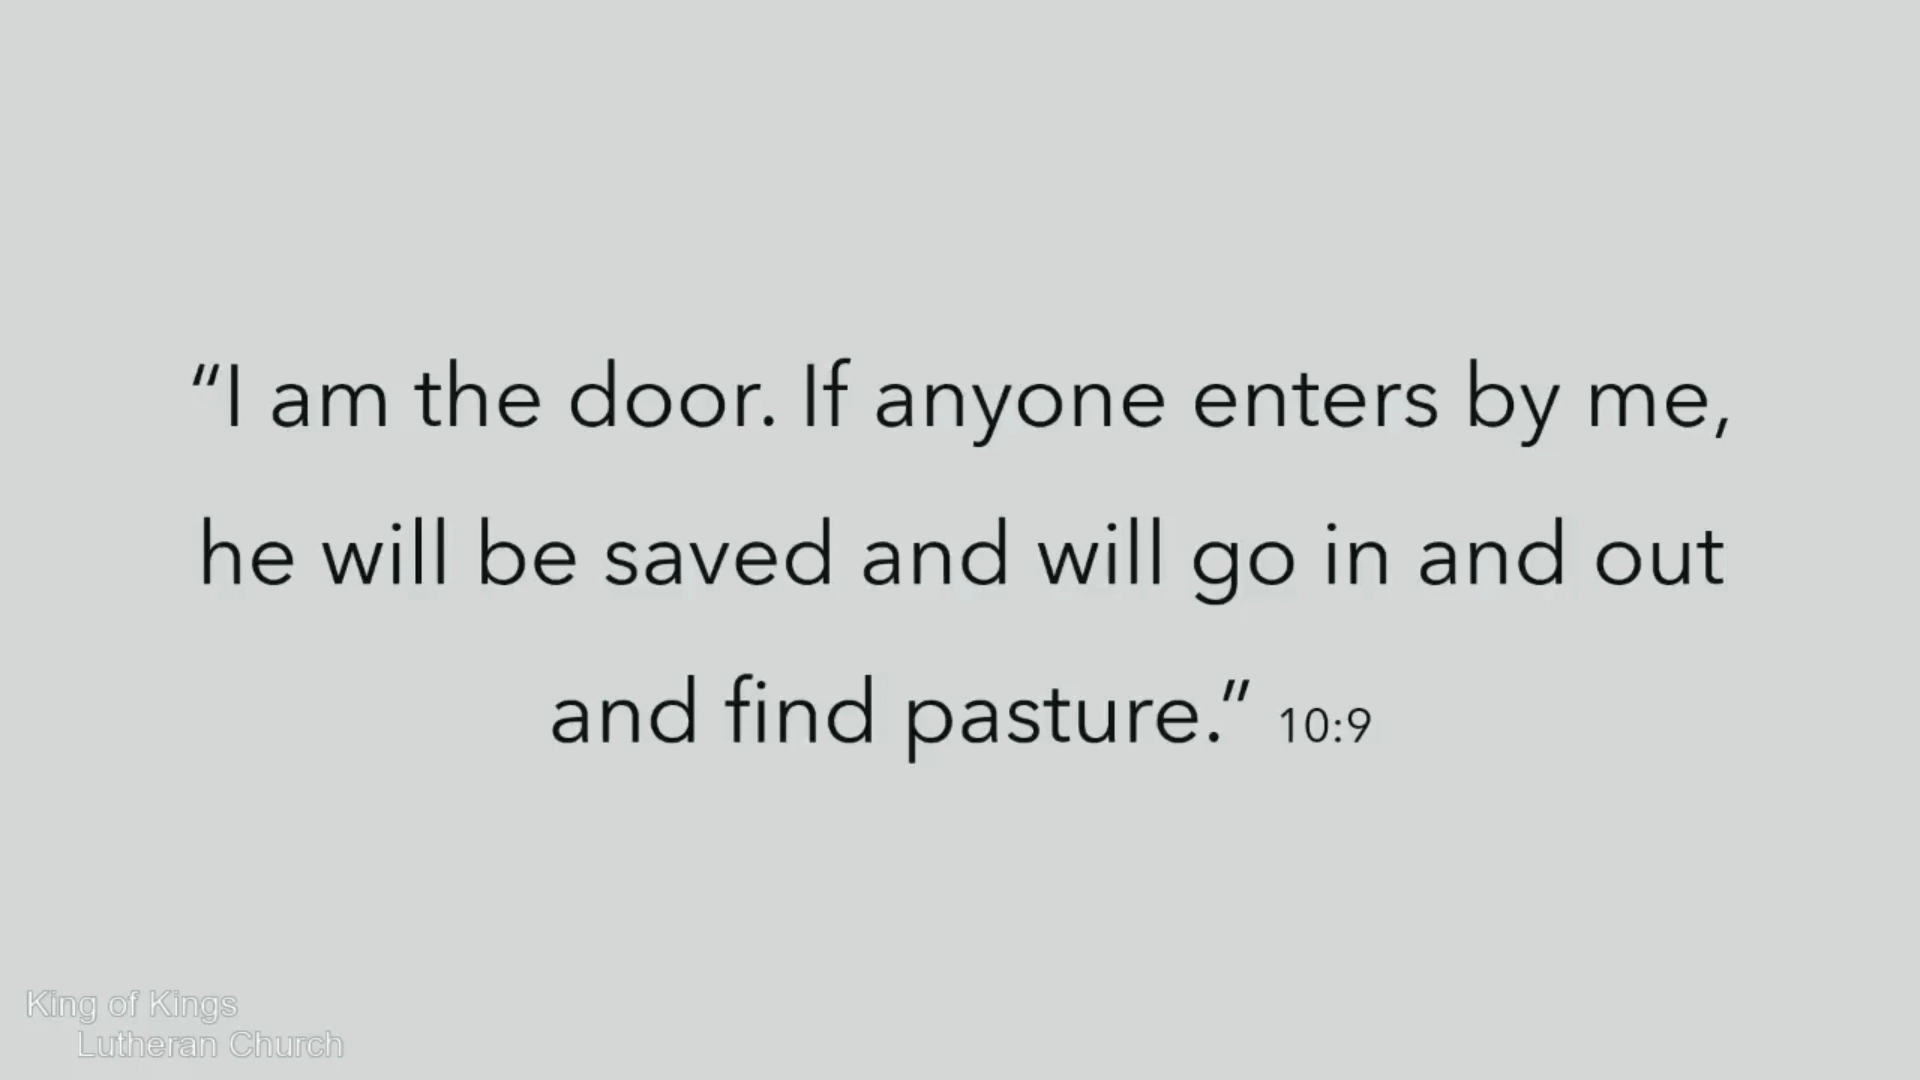 “I am the door. If anyone enters by me,
he will be saved and will go in and out
and find pasture.” 10:9
King of Kings
Lutheran Church